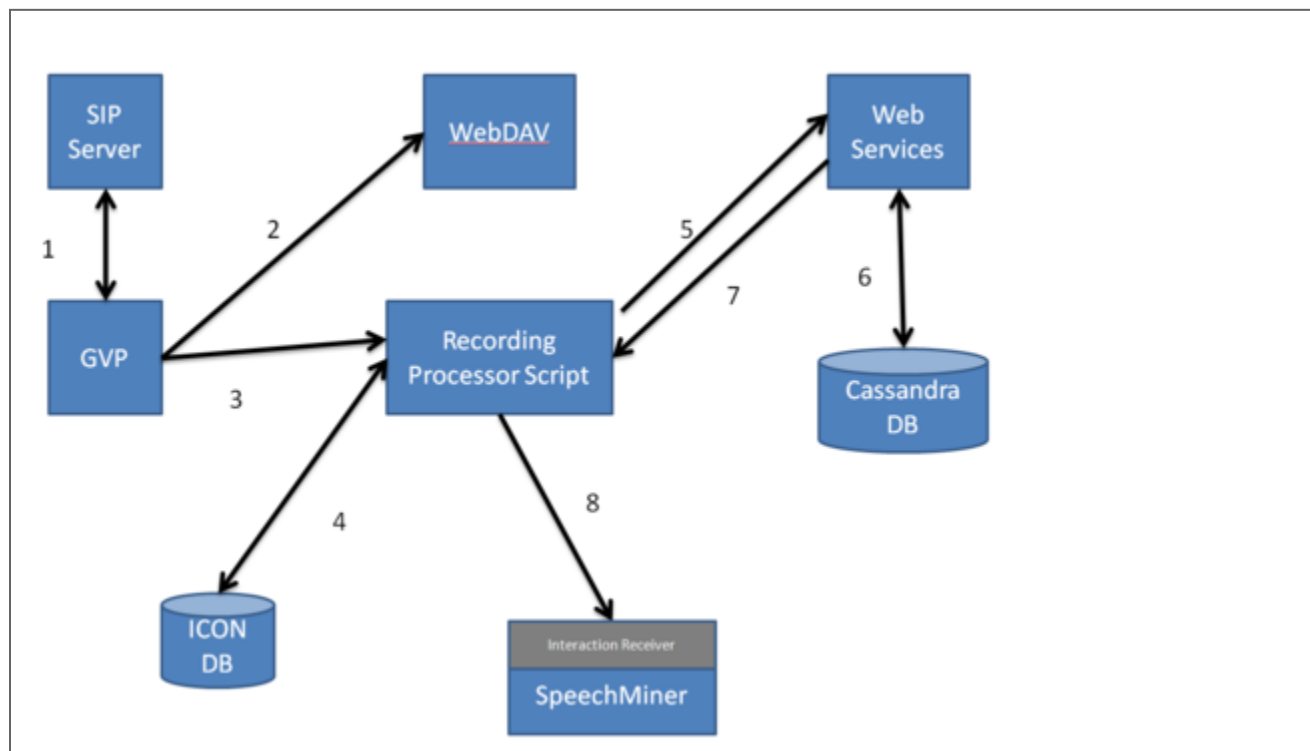 SIP
Server
WebDAV
Web
Services
1
2
5
7
6
GVP
3
Recording
Processor Script
Cassandra
DB
4
8
ICON
DB
Interaction Receiver
SpeechMiner